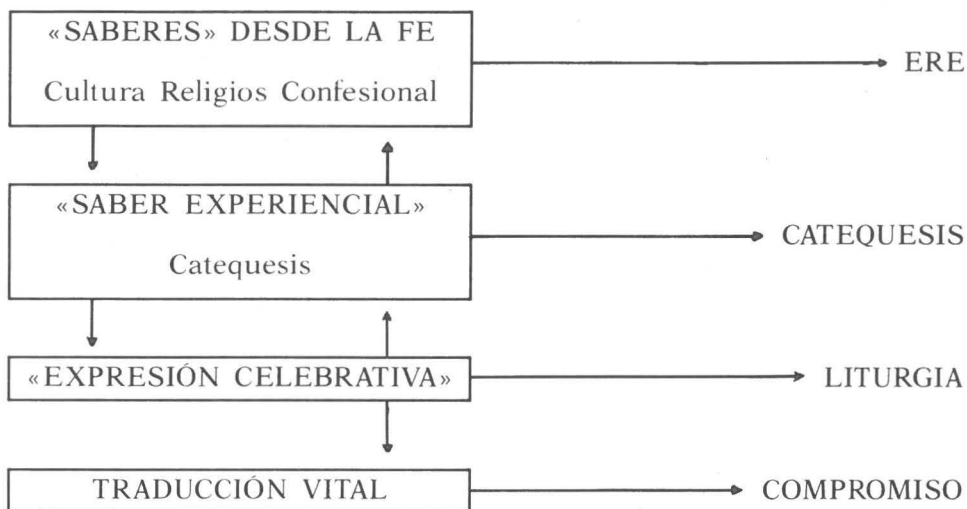 «SABERES» DESDE LA FE
Cultura Religios Confesional
ERE
«SABER EXPERIENCIAL»
Catequesis
CATEQUESIS
«EXPRESIÓN CELEBRATIVA»
LITURGIA
TRADUCCIÓN VITAL
COMPROMISO